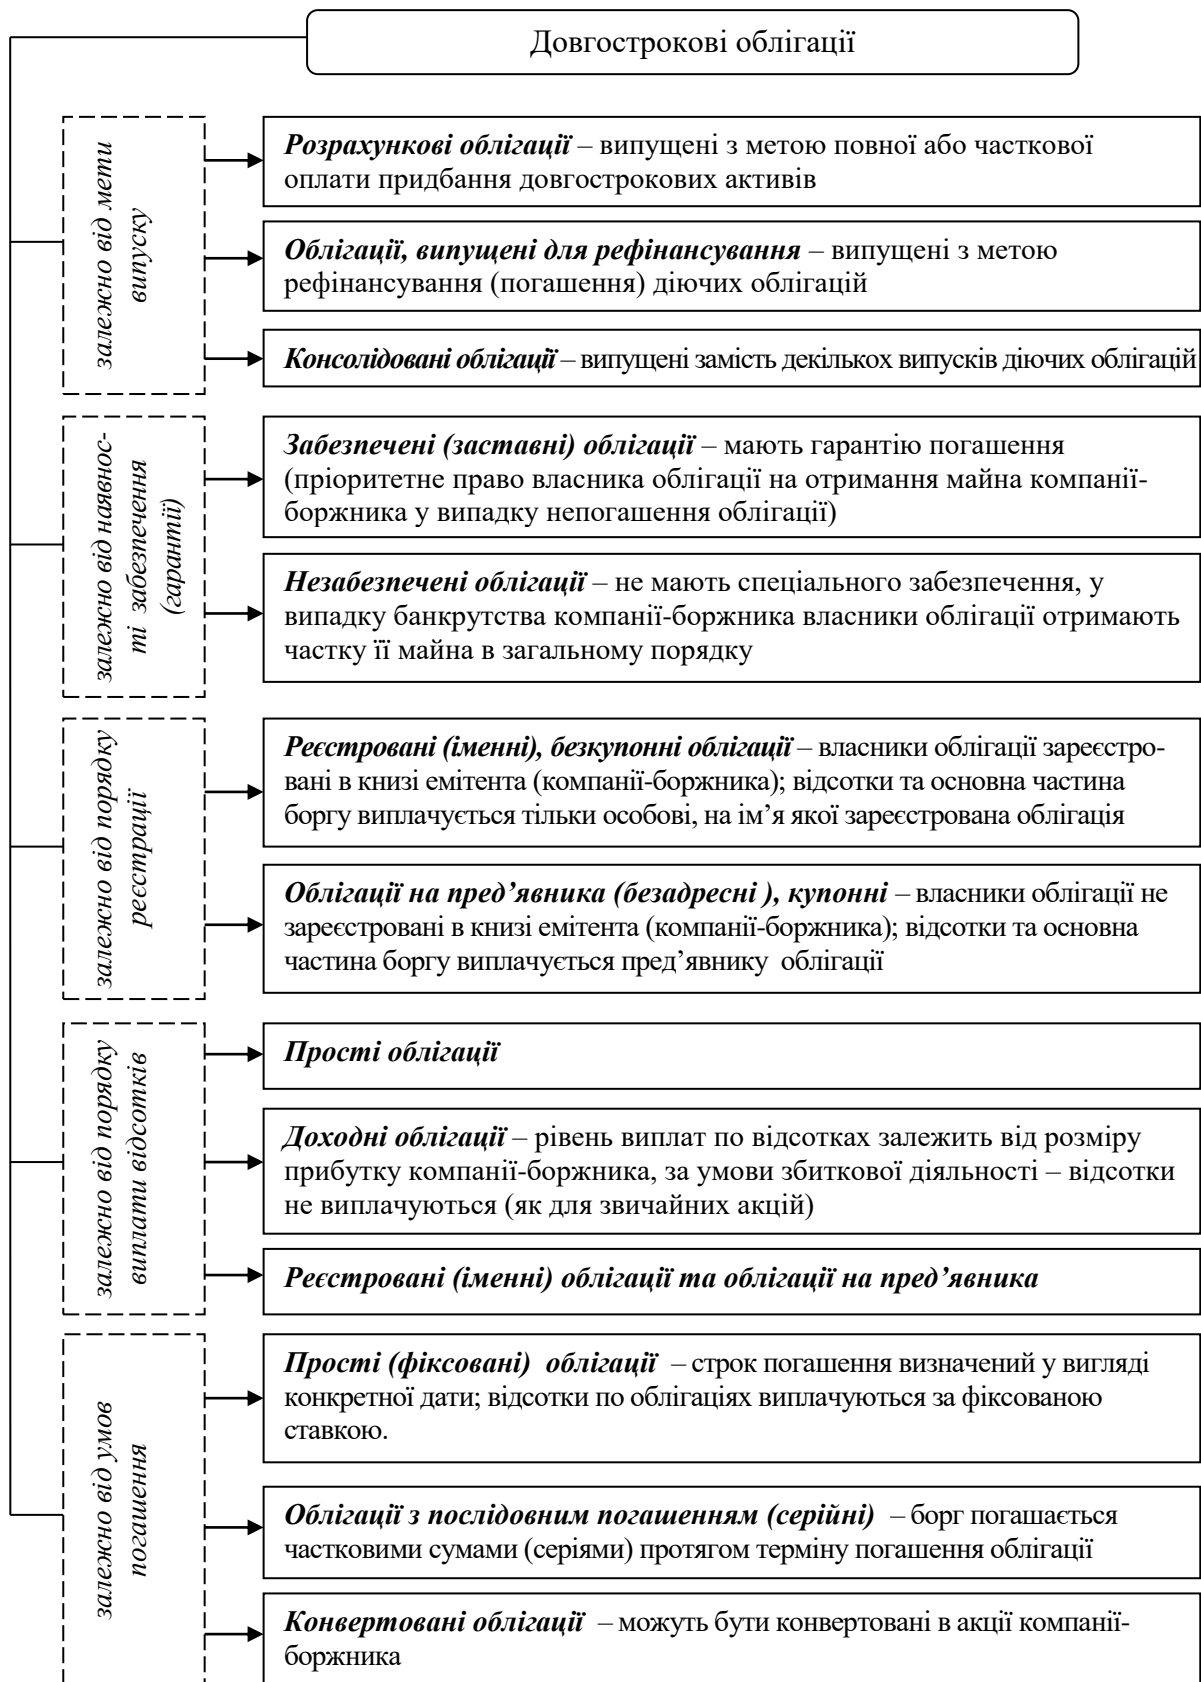 Довгострокові облігації
залежно від мети
випуску
Розрахункові облігації – випущені з метою повної або часткової
оплати придбання довгострокових активів
Облігації, випущені для рефінансування – випущені з метою
рефінансування (погашення) діючих облігацій
Консолідовані облігації – випущені замість декількох випусків діючих облігацій
залежно від наявнос-
ті забезпечення
(гарантії)
Забезпечені (заставні) облігації – мають гарантію погашення
(пріоритетне право власника облігації на отримання майна компанії-
боржника у випадку непогашення облігації)
Незабезпечені облігації – не мають спеціального забезпечення, у
випадку банкрутства компанії-боржника власники облігації отримають
частку її майна в загальному порядку
залежно від порядку
реєстрації
Реєстровані (іменні), безкупонні облігації – власники облігації зареєстро-
вані в книзі емітента (компанії-боржника); відсотки та основна частина
боргу виплачується тільки особові, на ім’я якої зареєстрована облігація
Облігації на пред’явника (безадресні ), купонні – власники облігації не
зареєстровані в книзі емітента (компанії-боржника); відсотки та основна
частина боргу виплачується пред’явнику облігації
залежно від порядку
виплати відсотків
Прості облігації
Доходні облігації – рівень виплат по відсотках залежить від розміру
прибутку компанії-боржника, за умови збиткової діяльності – відсотки
не виплачуються (як для звичайних акцій)
Реєстровані (іменні) облігації та облігації на пред’явника
залежно від умов
погашення
Прості (фіксовані) облігації – строк погашення визначений у вигляді
конкретної дати; відсотки по облігаціях виплачуються за фіксованою
ставкою.
Облігації з послідовним погашенням (серійні) – борг погашається
частковими сумами (серіями) протягом терміну погашення облігації
Конвертовані облігації – можуть бути конвертовані в акції компанії-
боржника